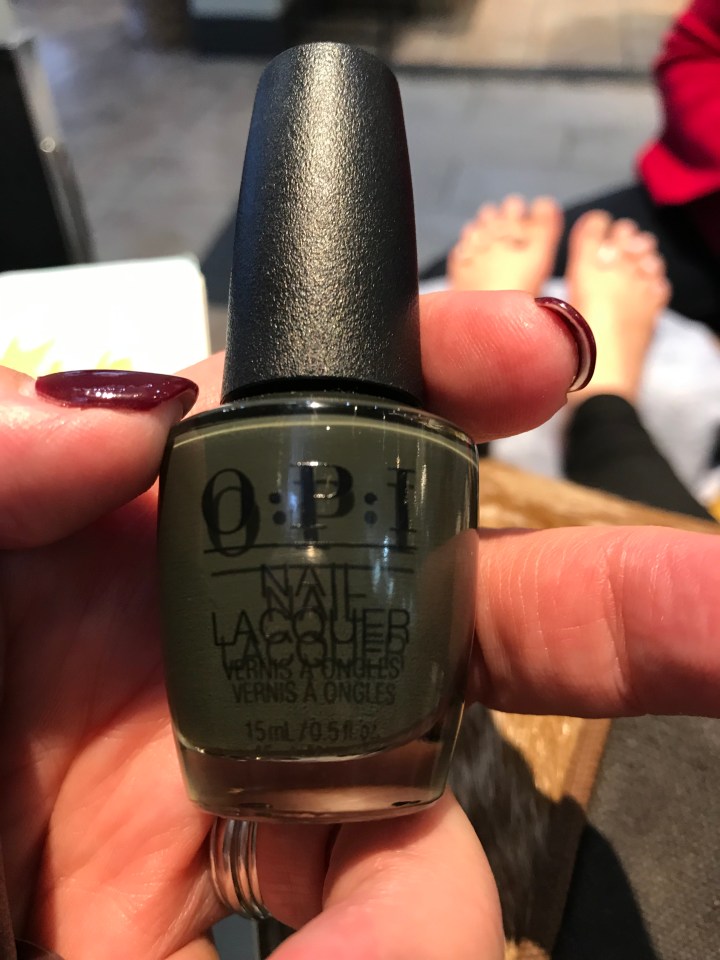 O·P·I
NAIL
LACQUER
VERNIS À ONGLES
15 mL / 0.5 fl oz.